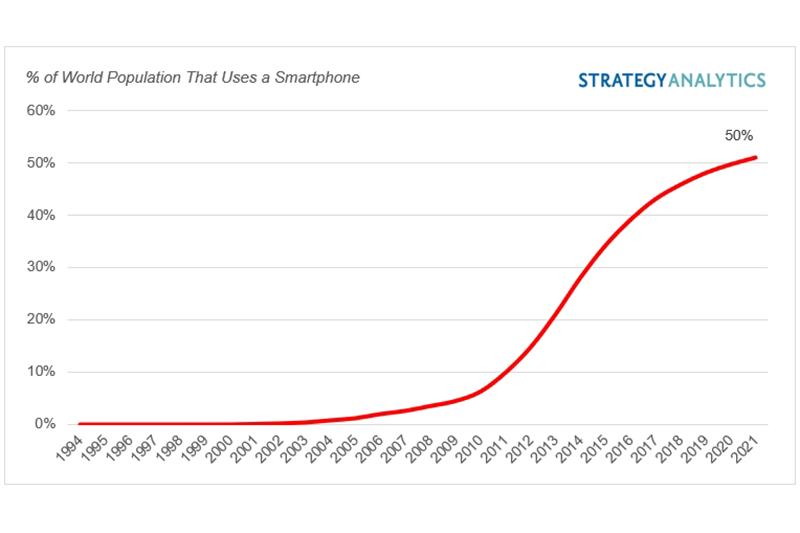 % of World Population That Uses a Smartphone
STRATEGYANALYTICS
60%
50%
50%
40%
30%
20%
10%
0%
1994 1995 1996 1997 1998 1999 2000 2001 2002 2003 2004 2005 2006 2007 2008 2009 2010 2011 2012 2013 2014 2015 2016 2017 2018 2019 2020 2021